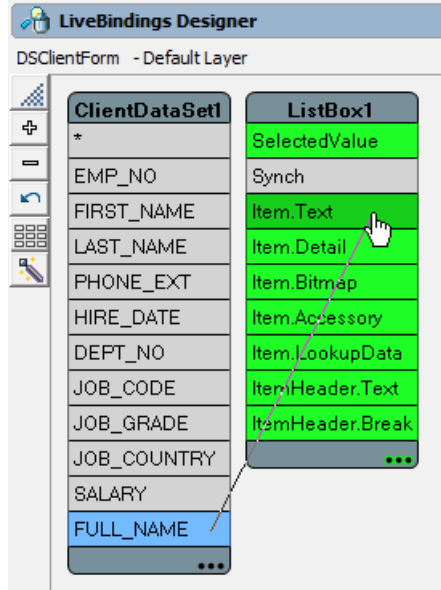 LiveBindings Designer
DSClientForm - Default Layer
ClientDataSet1
*
EMP_NO
FIRST_NAME
LAST_NAME
PHONE_EXT
HIRE_DATE
DEPT_NO
JOB_CODE
JOB_GRADE
JOB_COUNTRY
SALARY
FULL_NAME
ListBox1
SelectedValue
Synch
Item.Text
Item.Detail
Item.Bitmap
Item.Accessory
Item.LookupData
ItemHeader.Text
ItemHeader.Break